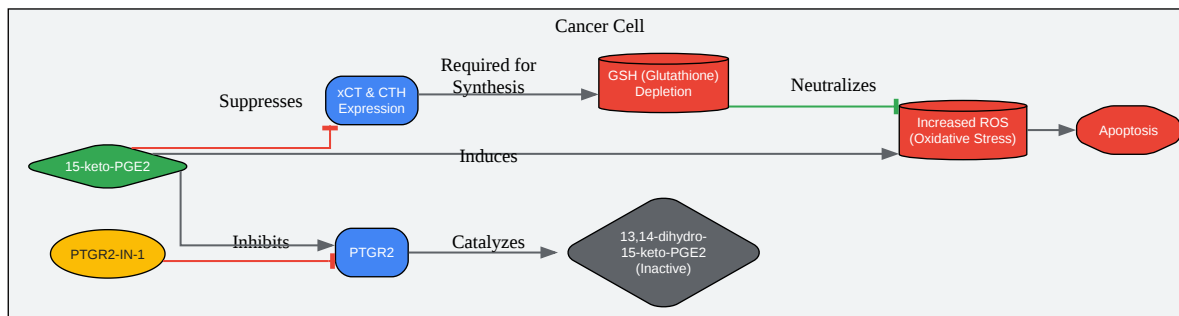 Cancer Cell
Suppresses
xCT & CTH
Expression
Required for
Synthesis
GSH (Glutathione)
Depletion
Neutralizes
Increased ROS
(Oxidative Stress)
Apoptosis
15-keto-PGE2
Induces
PTGR2-IN-1
Inhibits
PTGR2
Catalyzes
13,14-dihydro-
15-keto-PGE2
(Inactive)